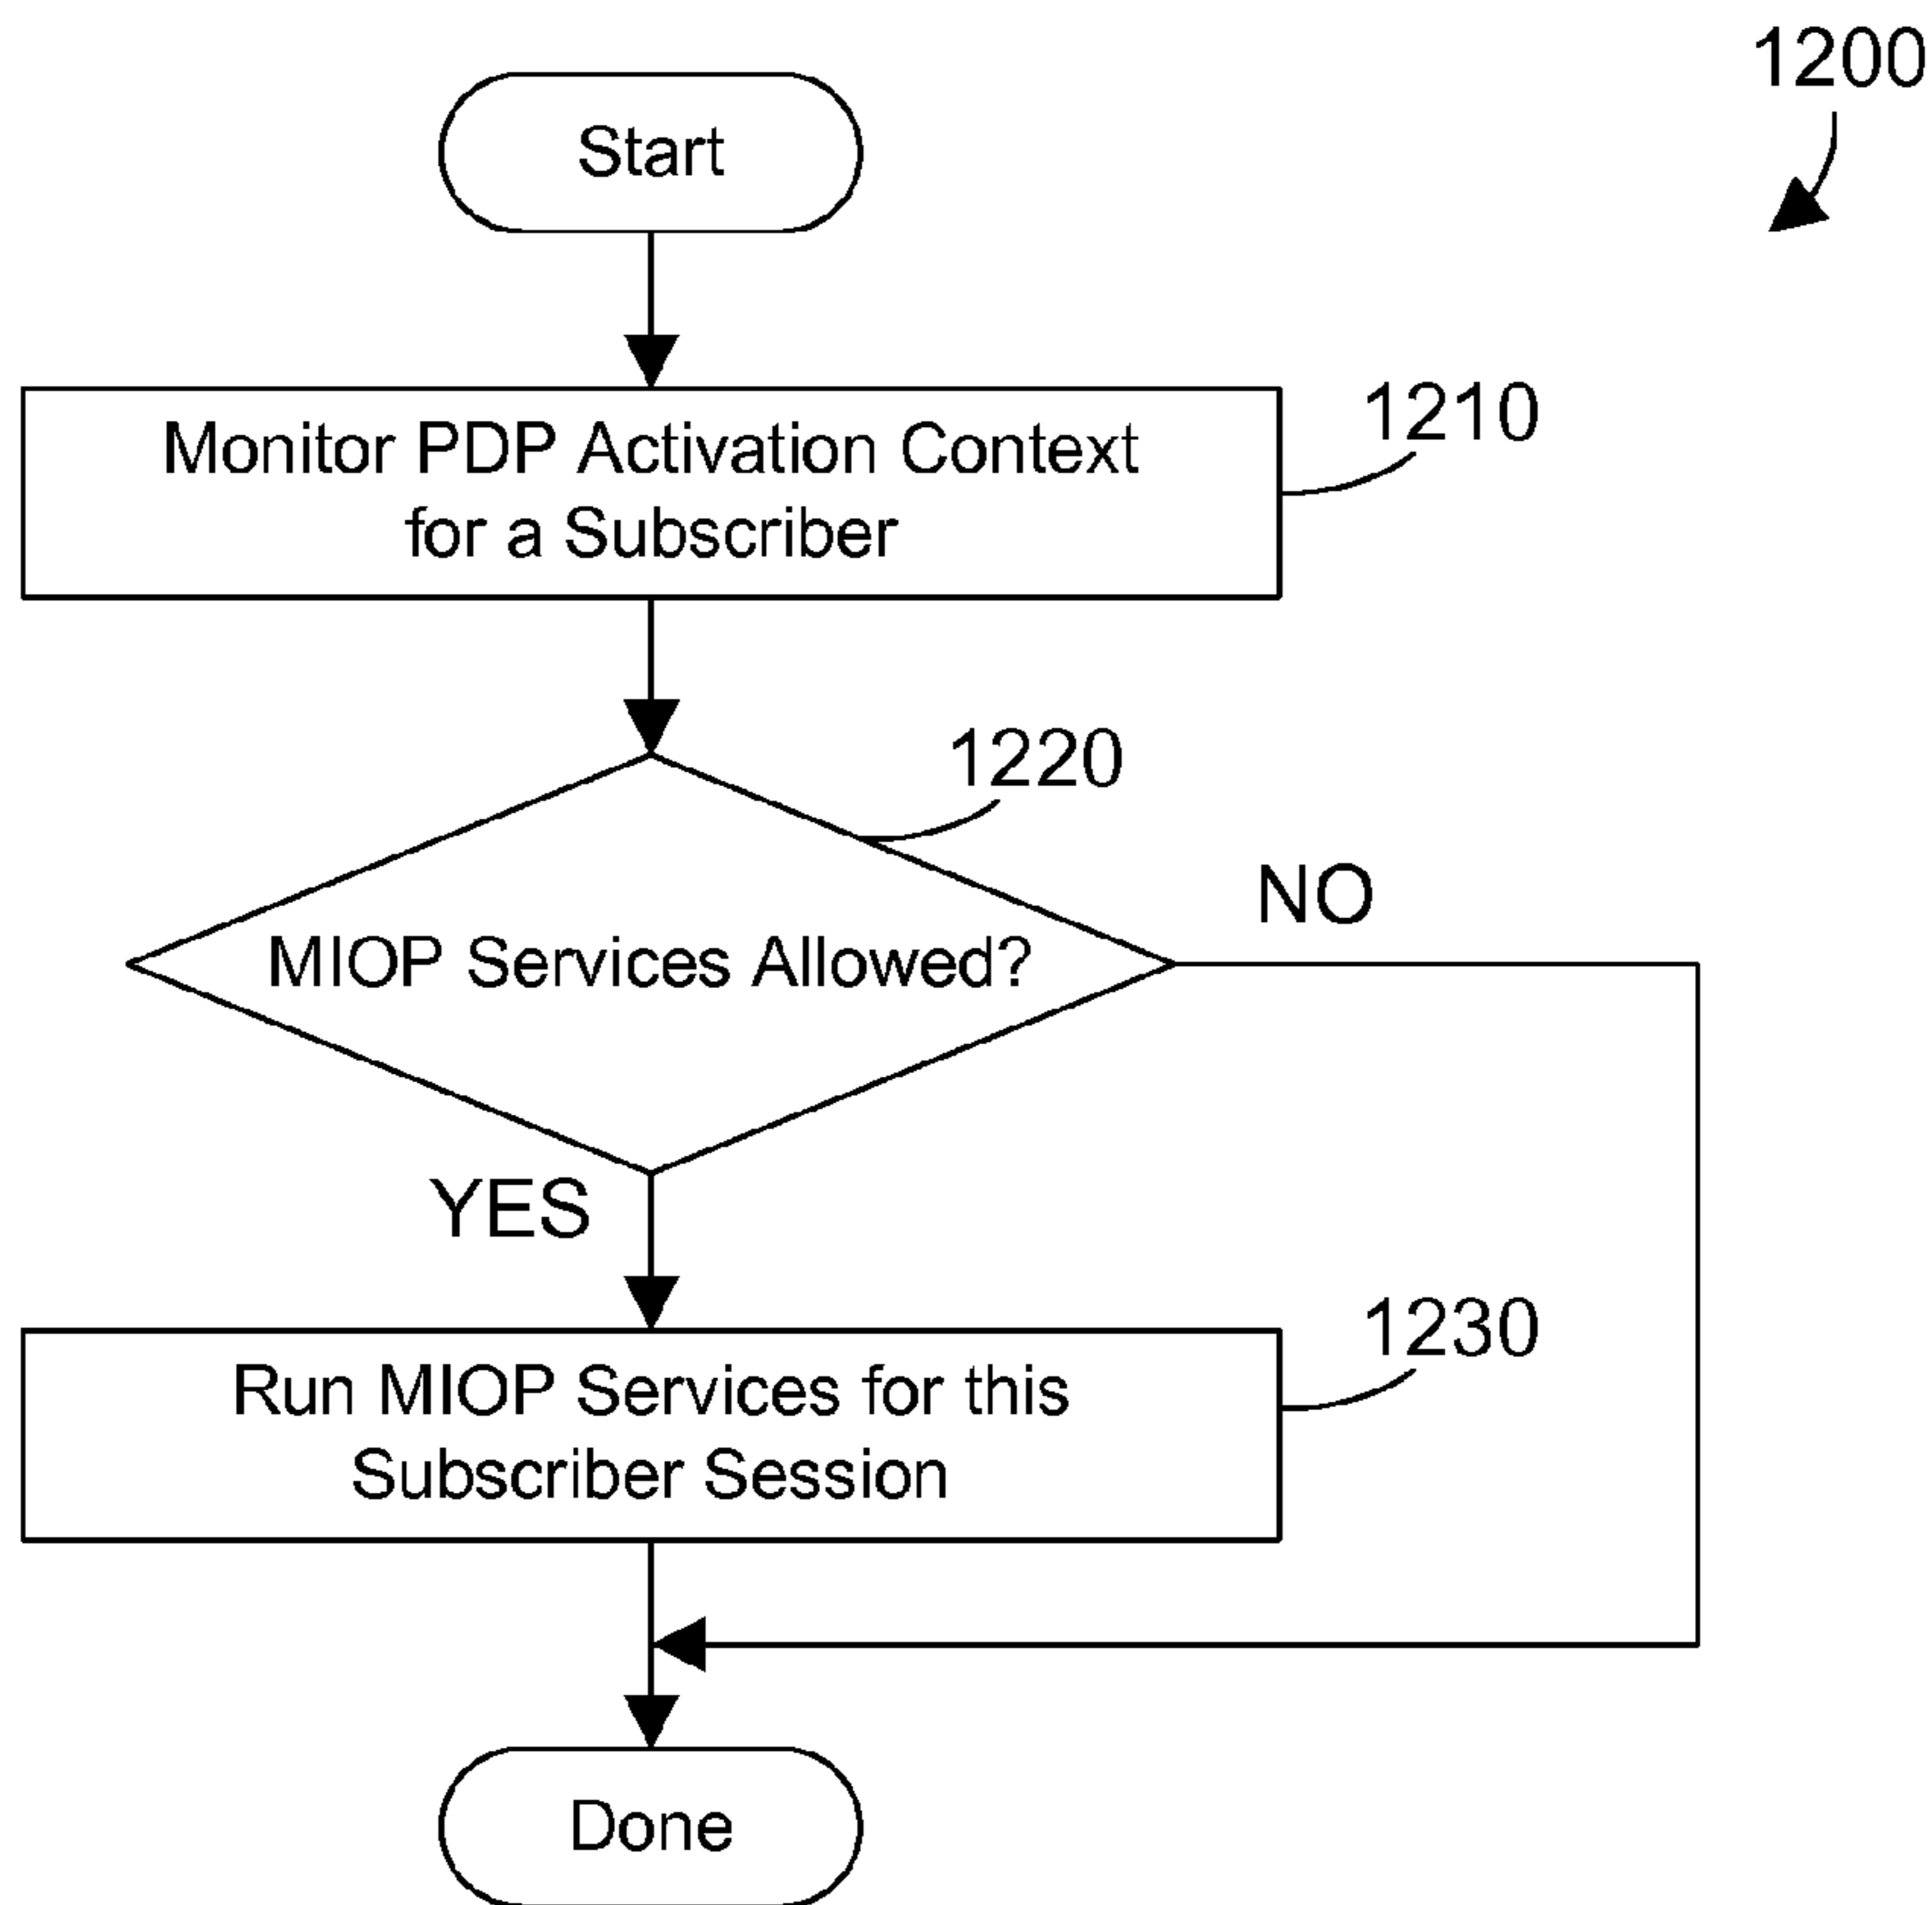 1200
Start
Monitor PDP Activation Context
for a Subscriber
1210
1220
NO
MIOP Services Allowed?
YES
Run MIOP Services for this
Subscriber Session
1230
Done